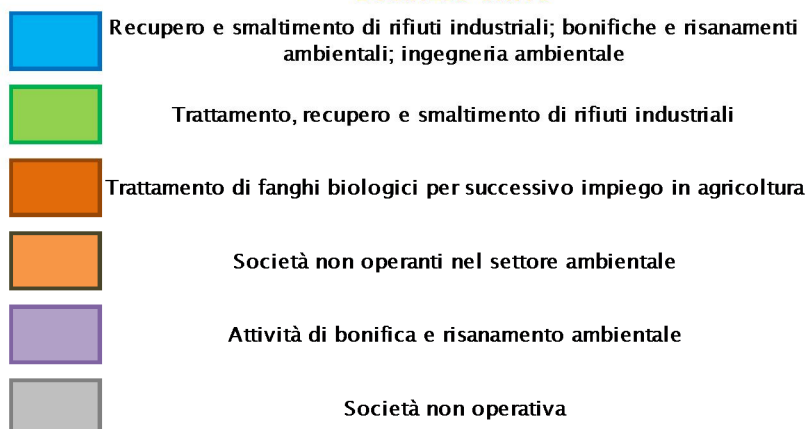 Recupero e smaltimento di rifiuti industriali; bonifiche e risanamenti
ambientali; ingegneria ambientale
Trattamento, recupero e smaltimento di rifiuti industriali
Trattamento di fanghi biologici per successivo impiego in agricoltura
Società non operanti nel settore ambientale
Attività di bonifica e risanamento ambientale
Società non operativa